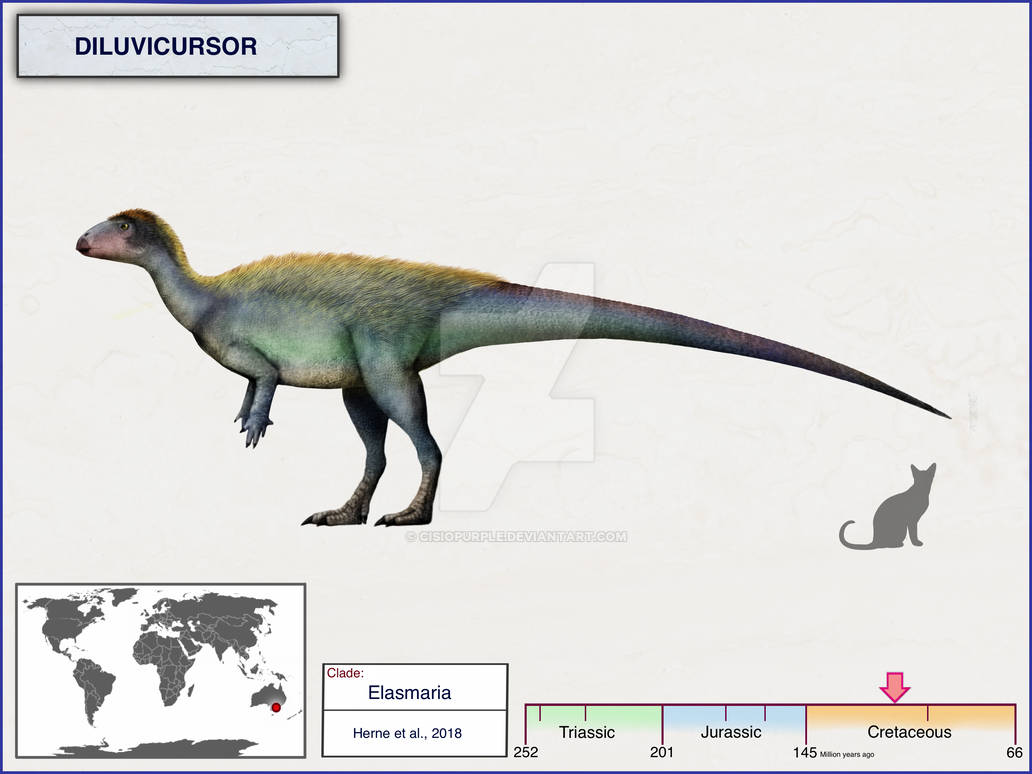 DILUVICURSOR
© CISIOPURPLE.DEVIANTART.COM
Clade:
Elasmaria
Herne et al., 2018
Triassic
Jurassic
Cretaceous
252
201
145 Million years ago
66